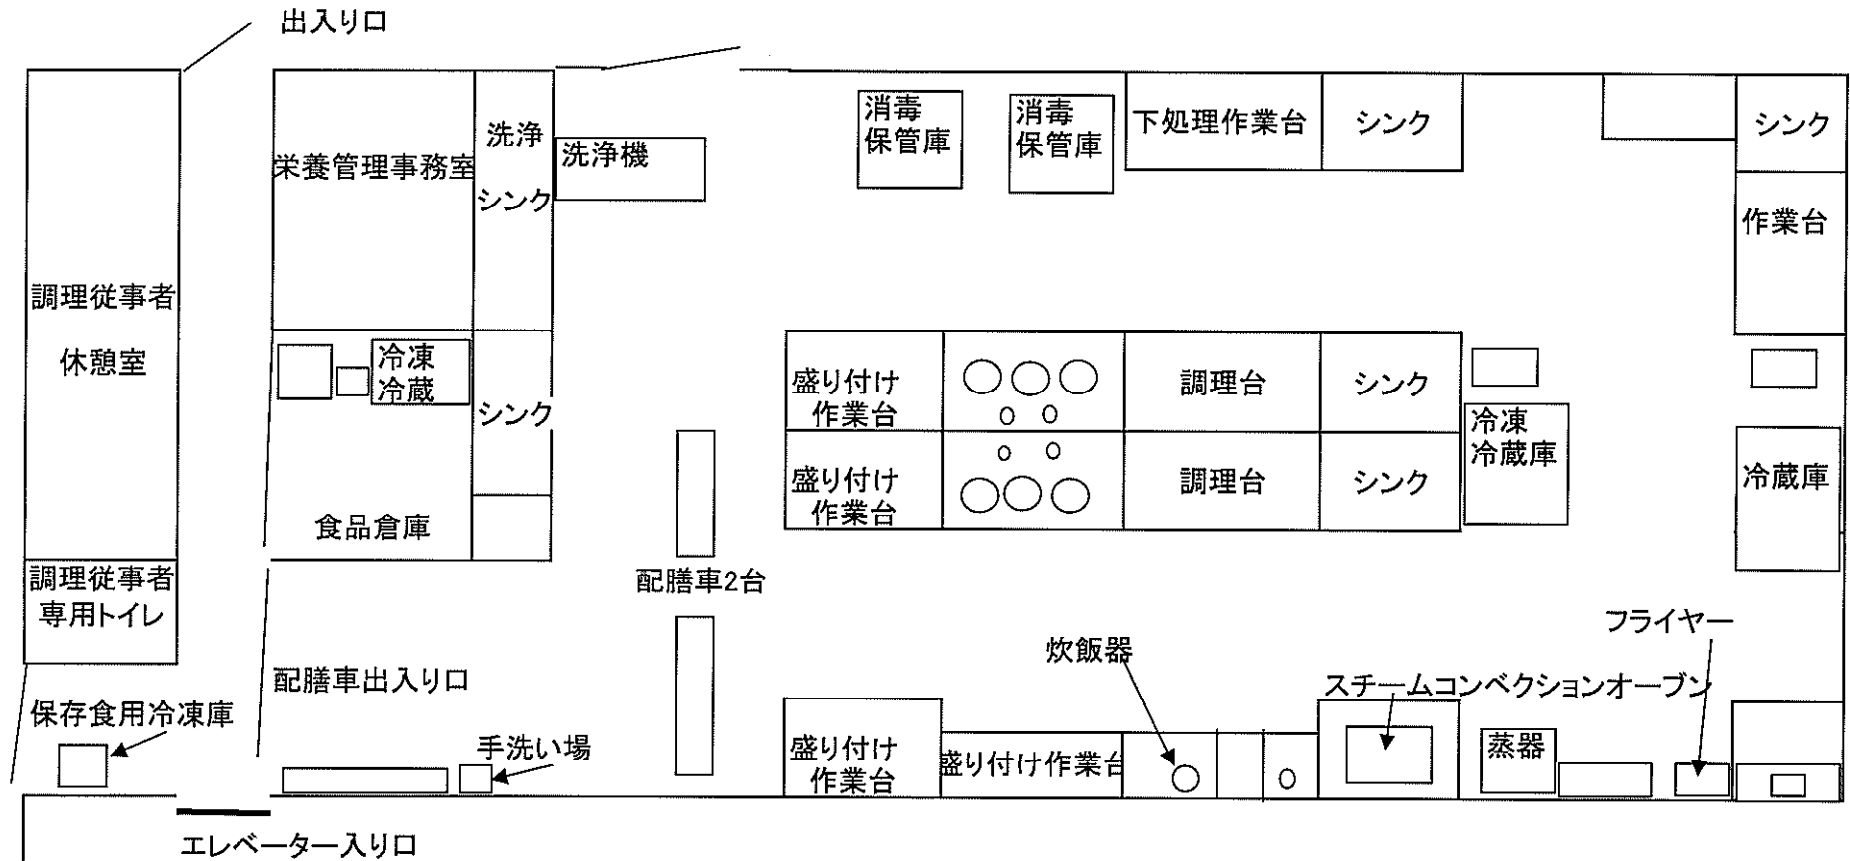 出入り口
消毒
保管庫
消毒
保管庫
下処理作業台
シンク
シンク
洗浄
シンク
洗浄機
栄養管理事務室
作業台
調理従事者
休憩室
冷凍
冷蔵
シンク
盛り付け
作業台
調理台
シンク
冷凍
冷蔵庫
盛り付け
作業台
調理台
シンク
冷蔵庫
食品倉庫
調理従事者
専用トイレ
配膳車2台
フライヤー
炊飯器
配膳車出入り口
スチームコンベクションオーブン
保存食用冷凍庫
手洗い場
盛り付け
作業台
盛り付け作業台
蒸器
エレベーター入り口